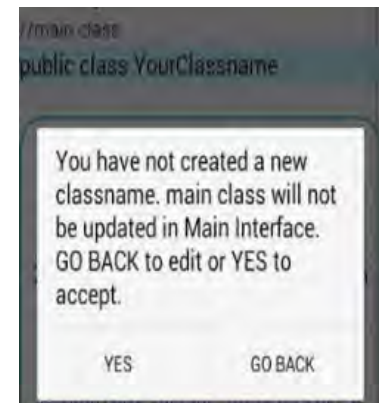 //main class
public class YourClassname
You have not created a new
classname. main class will not
be updated in Main Interface.
GO BACK to edit or YES to
accept.
YES GO BACK